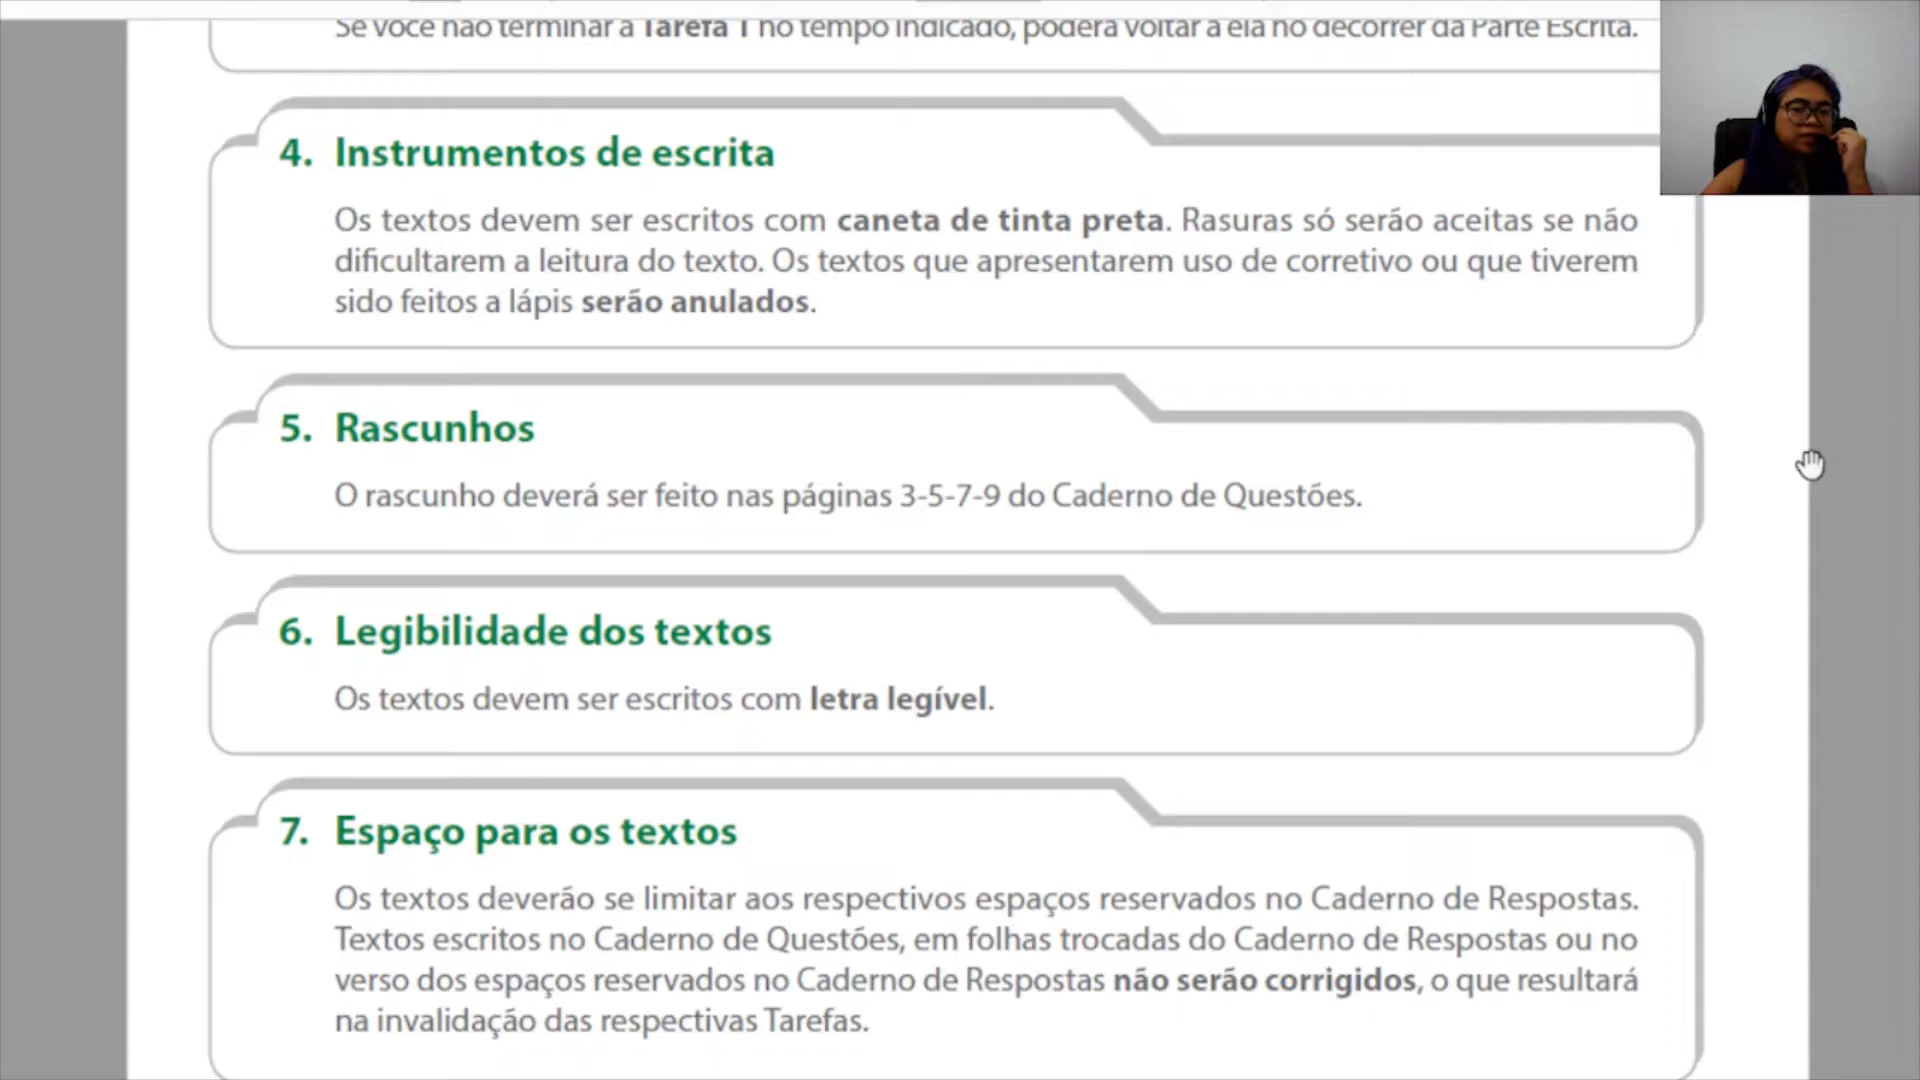 Se você não terminar a Tarefa 1 no tempo indicado, poderá voltar a ela no decorrer da Parte Escrita.
4. Instrumentos de escrita
Os textos devem ser escritos com caneta de tinta preta. Rasuras só serão aceitas se não
dificultarem a leitura do texto. Os textos que apresentarem uso de corretivo ou que tiverem
sido feitos a lápis serão anulados.
5. Rascunhos
O rascunho deverá ser feito nas páginas 3-5-7-9 do Caderno de Questões.
6. Legibilidade dos textos
Os textos devem ser escritos com letra legível.
7. Espaço para os textos
Os textos deverão se limitar aos respectivos espaços reservados no Caderno de Respostas.
Textos escritos no Caderno de Questões, em folhas trocadas do Caderno de Respostas ou no
verso dos espaços reservados no Caderno de Respostas não serão corrigidos, o que resultará
na invalidação das respectivas Tarefas.